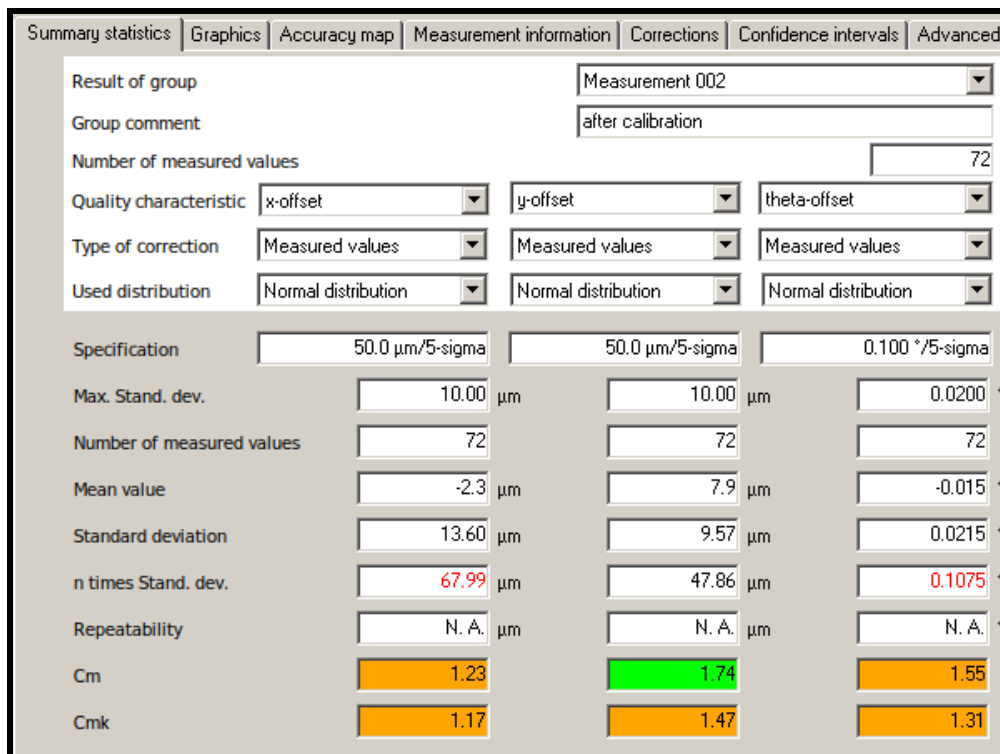 Summary statistics Graphics Accuracy map Measurement information Corrections Confidence intervals Advanced
Result of group Measurement 002
Group comment after calibration
Number of measured values 72
Quality characteristic x-offset y-offset theta-offset
Type of correction Measured values Measured values Measured values
Used distribution Normal distribution Normal distribution Normal distribution
Specification 50.0 µm/5-sigma 50.0 µm/5-sigma 0.100 °/5-sigma
Max. Stand. dev. 10.00 µm 10.00 µm 0.0200 °
Number of measured values 72 72 72
Mean value -2.3 µm 7.9 µm -0.015 °
Standard deviation 13.60 µm 9.57 µm 0.0215 °
n times Stand. dev. 67.99 µm 47.86 µm 0.1075 °
Repeatability N. A. µm N. A. µm N. A. °
Cm 1.23 1.74 1.55
Cmk 1.17 1.47 1.31